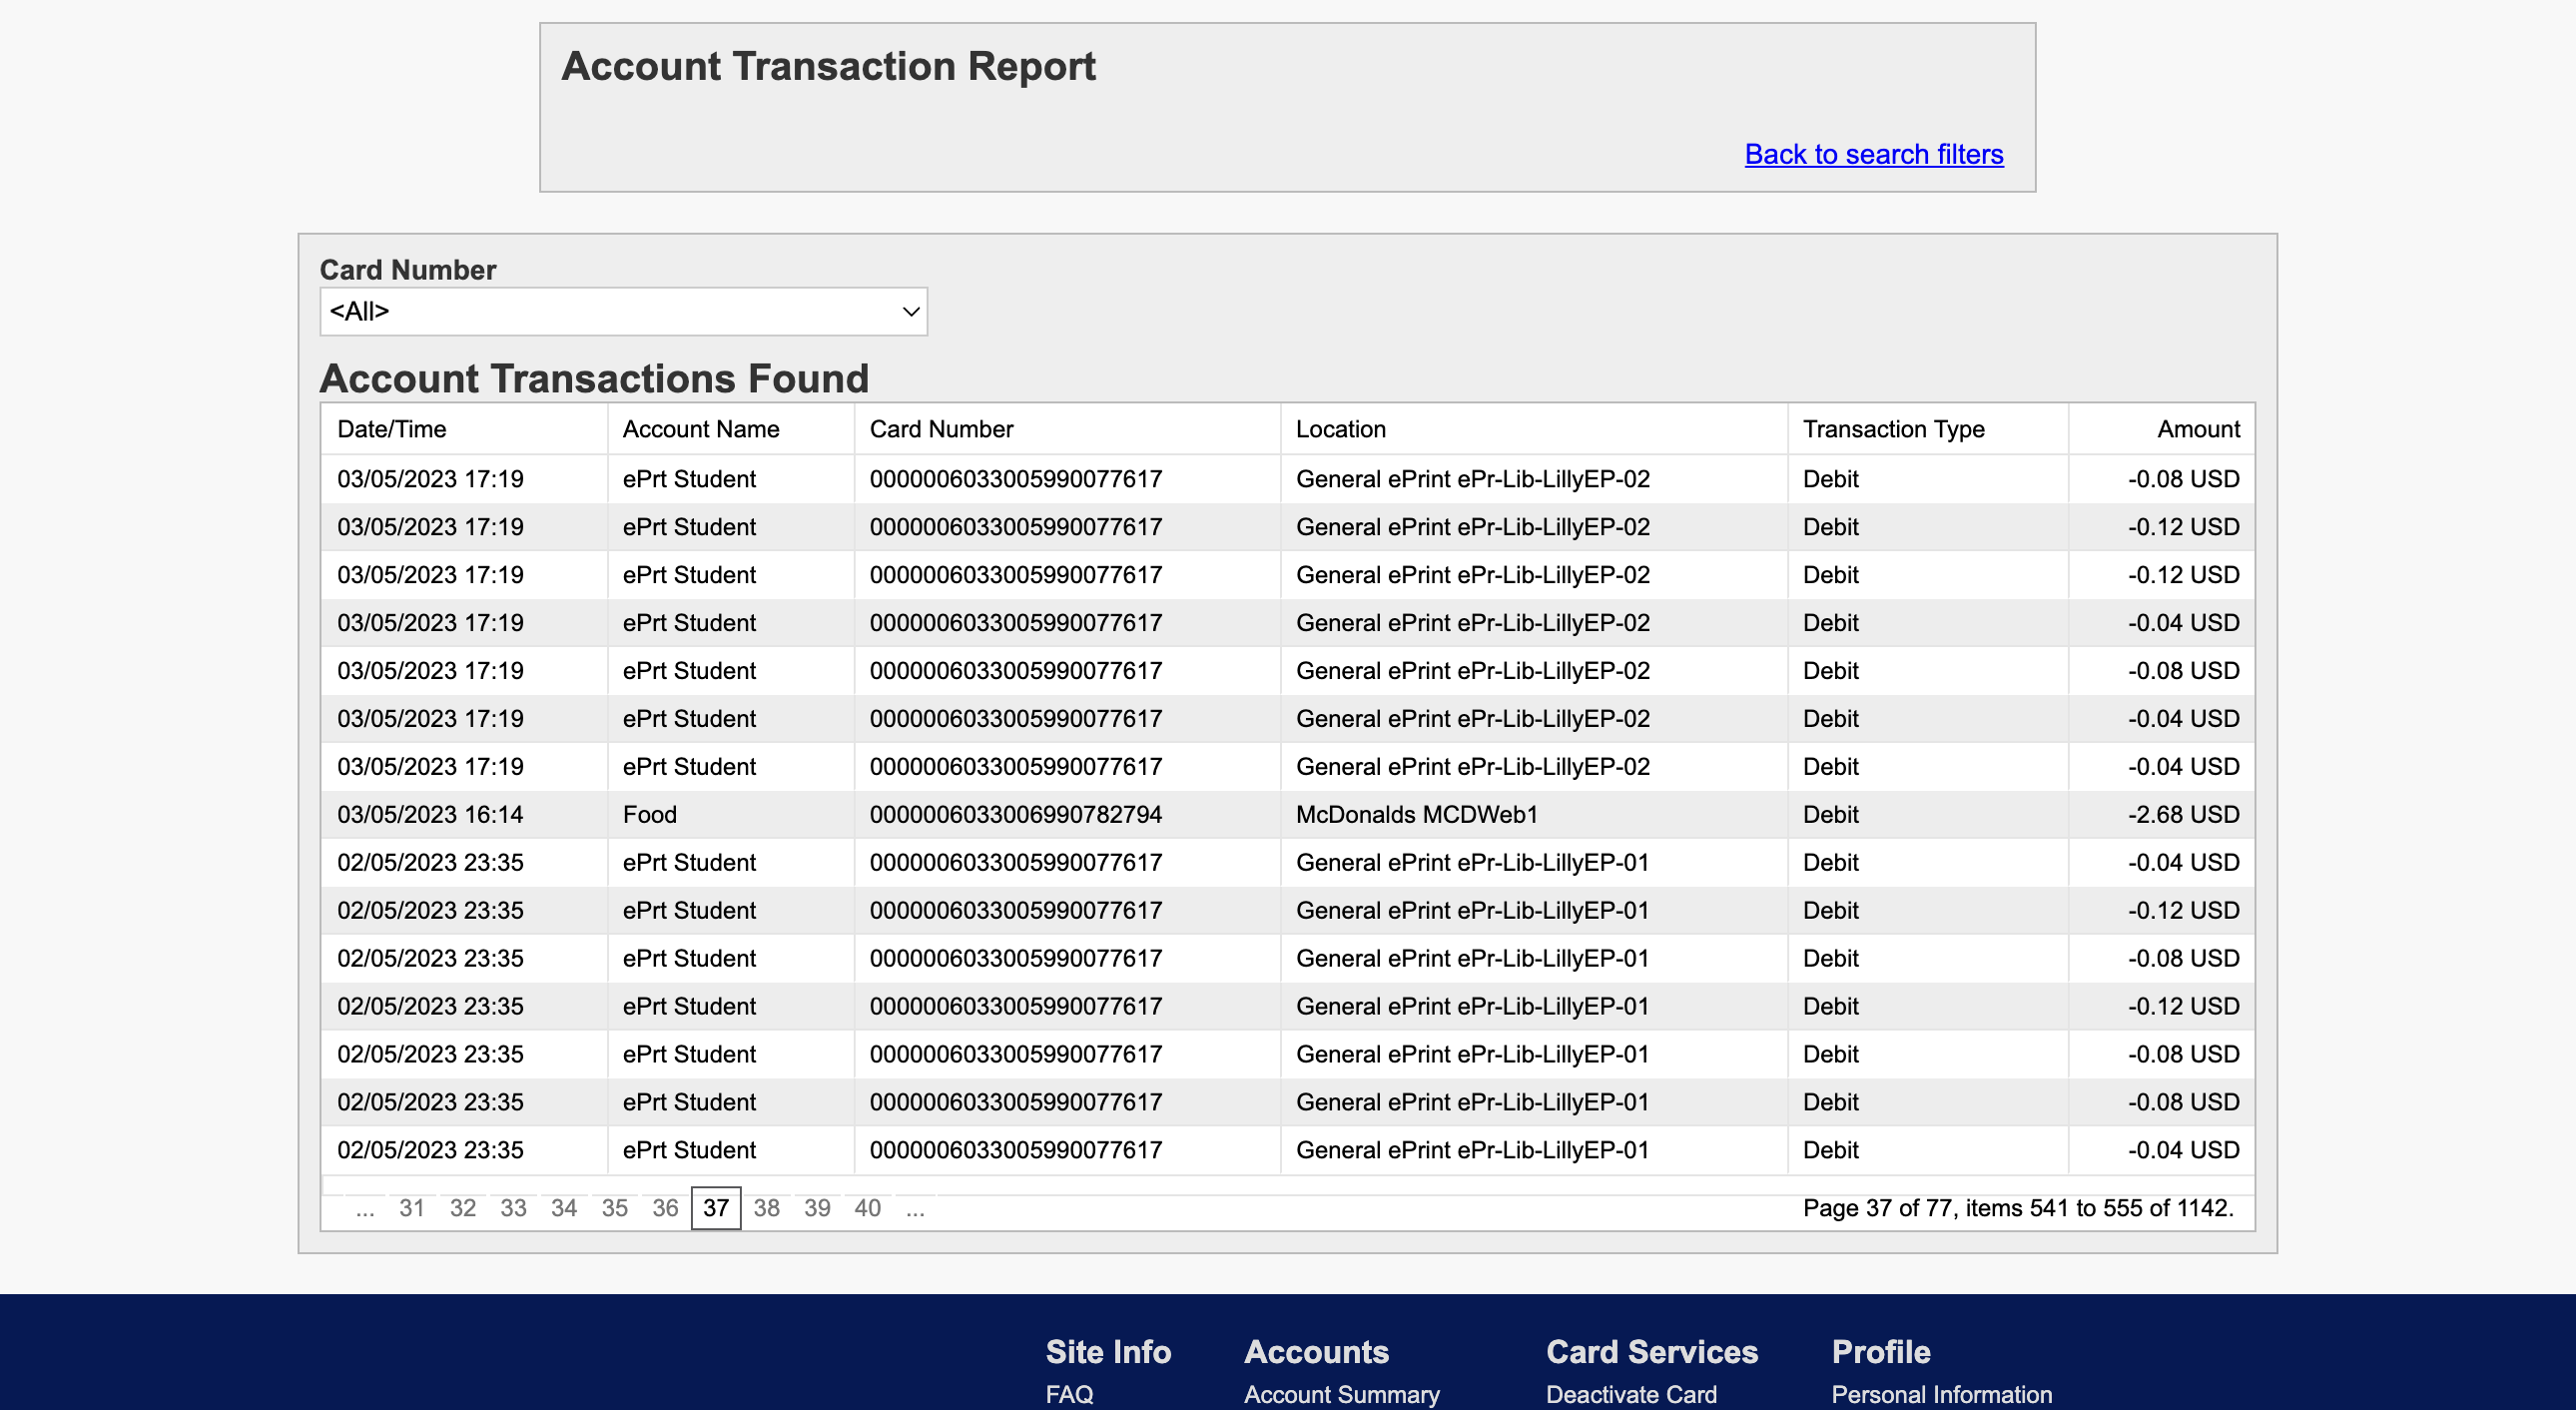 Account Transaction Report
Back to search filters
Card Number
<All>
Account Transactions Found
Date/Time Account Name Card Number Location Transaction Type Amount
03/05/2023 17:19 ePrt Student 0000006033005990077617 General ePrint ePr-Lib-LillyEP-02 Debit -0.08 USD
03/05/2023 17:19 ePrt Student 0000006033005990077617 General ePrint ePr-Lib-LillyEP-02 Debit -0.12 USD
03/05/2023 17:19 ePrt Student 0000006033005990077617 General ePrint ePr-Lib-LillyEP-02 Debit -0.12 USD
03/05/2023 17:19 ePrt Student 0000006033005990077617 General ePrint ePr-Lib-LillyEP-02 Debit -0.04 USD
03/05/2023 17:19 ePrt Student 0000006033005990077617 General ePrint ePr-Lib-LillyEP-02 Debit -0.08 USD
03/05/2023 17:19 ePrt Student 0000006033005990077617 General ePrint ePr-Lib-LillyEP-02 Debit -0.04 USD
03/05/2023 17:19 ePrt Student 0000006033005990077617 General ePrint ePr-Lib-LillyEP-02 Debit -0.04 USD
03/05/2023 16:14 Food 0000006033006990782794 McDonalds MCDWeb1 Debit -2.68 USD
02/05/2023 23:35 ePrt Student 0000006033005990077617 General ePrint ePr-Lib-LillyEP-01 Debit -0.04 USD
02/05/2023 23:35 ePrt Student 0000006033005990077617 General ePrint ePr-Lib-LillyEP-01 Debit -0.12 USD
02/05/2023 23:35 ePrt Student 0000006033005990077617 General ePrint ePr-Lib-LillyEP-01 Debit -0.08 USD
02/05/2023 23:35 ePrt Student 0000006033005990077617 General ePrint ePr-Lib-LillyEP-01 Debit -0.12 USD
02/05/2023 23:35 ePrt Student 0000006033005990077617 General ePrint ePr-Lib-LillyEP-01 Debit -0.08 USD
02/05/2023 23:35 ePrt Student 0000006033005990077617 General ePrint ePr-Lib-LillyEP-01 Debit -0.08 USD
02/05/2023 23:35 ePrt Student 0000006033005990077617 General ePrint ePr-Lib-LillyEP-01 Debit -0.04 USD
... 31 32 33 34 35 36 37 38 39 40 ... Page 37 of 77, items 541 to 555 of 1142.
Site Info Accounts Card Services Profile
FAQ Account Summary Deactivate Card Personal Information